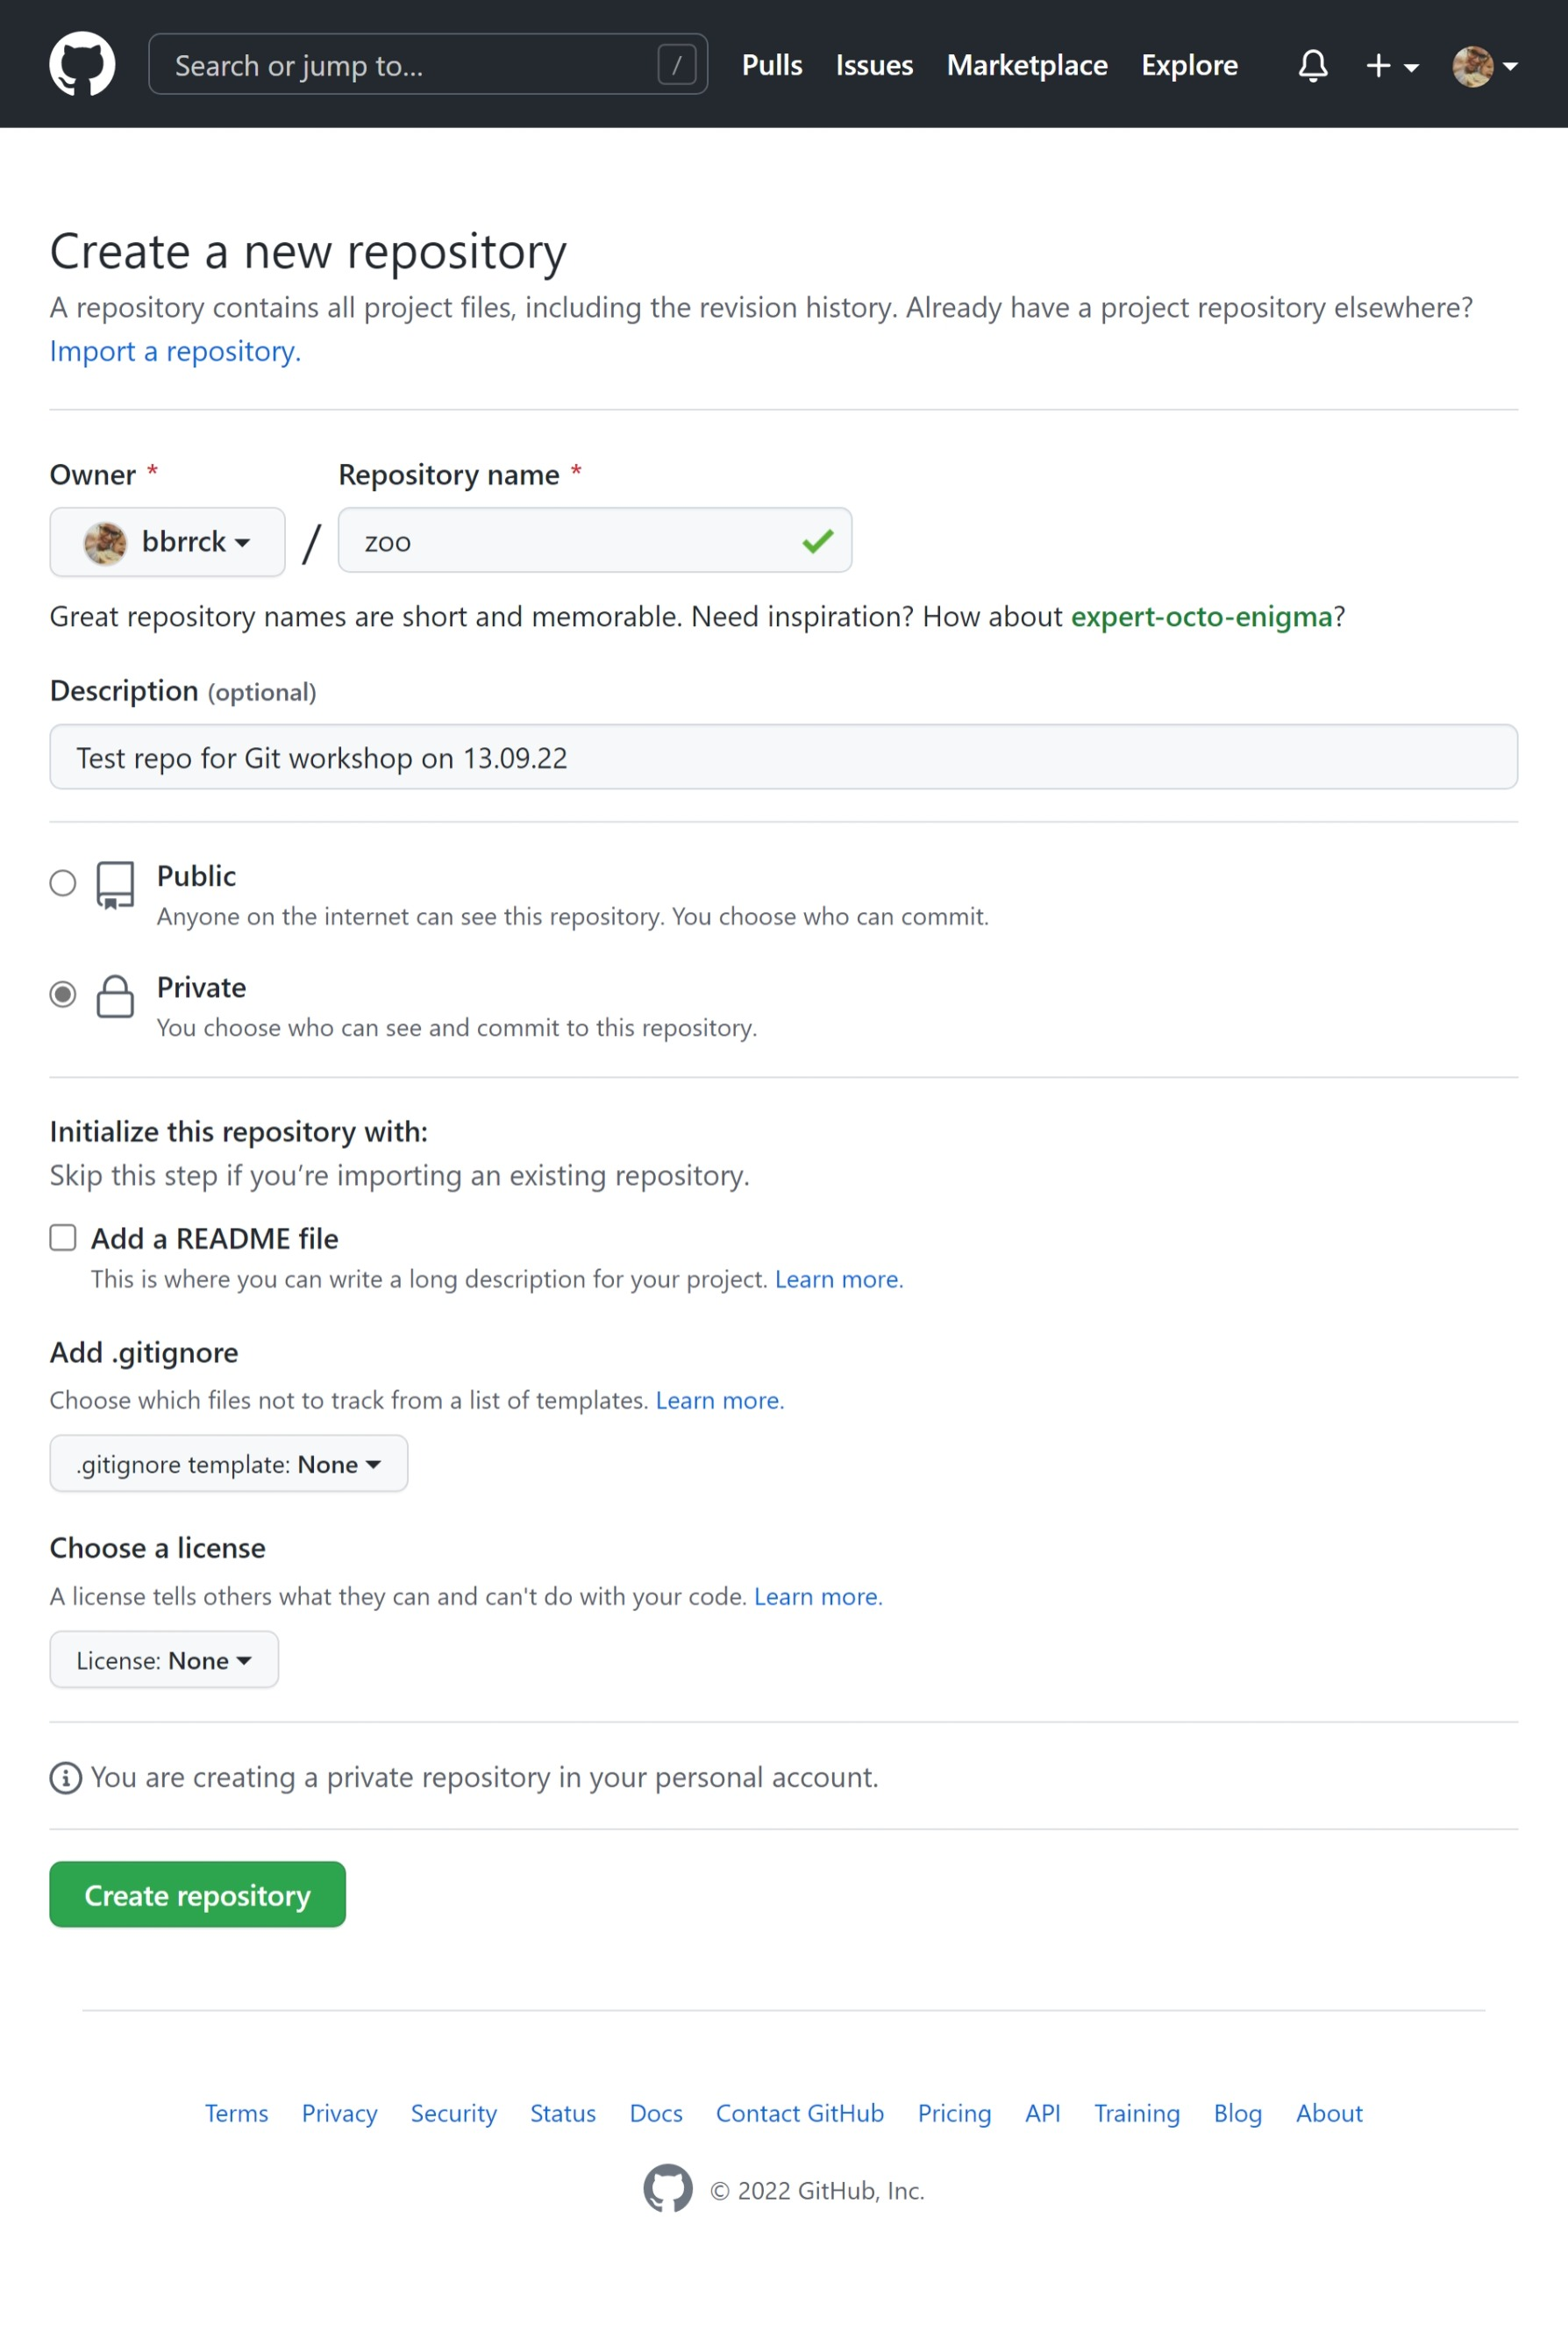 Search or jump to... /
Pulls Issues Marketplace Explore
Create a new repository
A repository contains all project files, including the revision history. Already have a project repository elsewhere?
Import a repository.
Owner * Repository name *
bbrrck / zoo
Great repository names are short and memorable. Need inspiration? How about expert-octo-enigma?
Description (optional)
Test repo for Git workshop on 13.09.22
Public
Anyone on the internet can see this repository. You choose who can commit.
Private
You choose who can see and commit to this repository.
Initialize this repository with:
Skip this step if you’re importing an existing repository.
Add a README file
This is where you can write a long description for your project. Learn more.
Add .gitignore
Choose which files not to track from a list of templates. Learn more.
.gitignore template: None
Choose a license
A license tells others what they can and can't do with your code. Learn more.
License: None
You are creating a private repository in your personal account.
Create repository
Terms Privacy Security Status Docs Contact GitHub Pricing API Training Blog About
© 2022 GitHub, Inc.